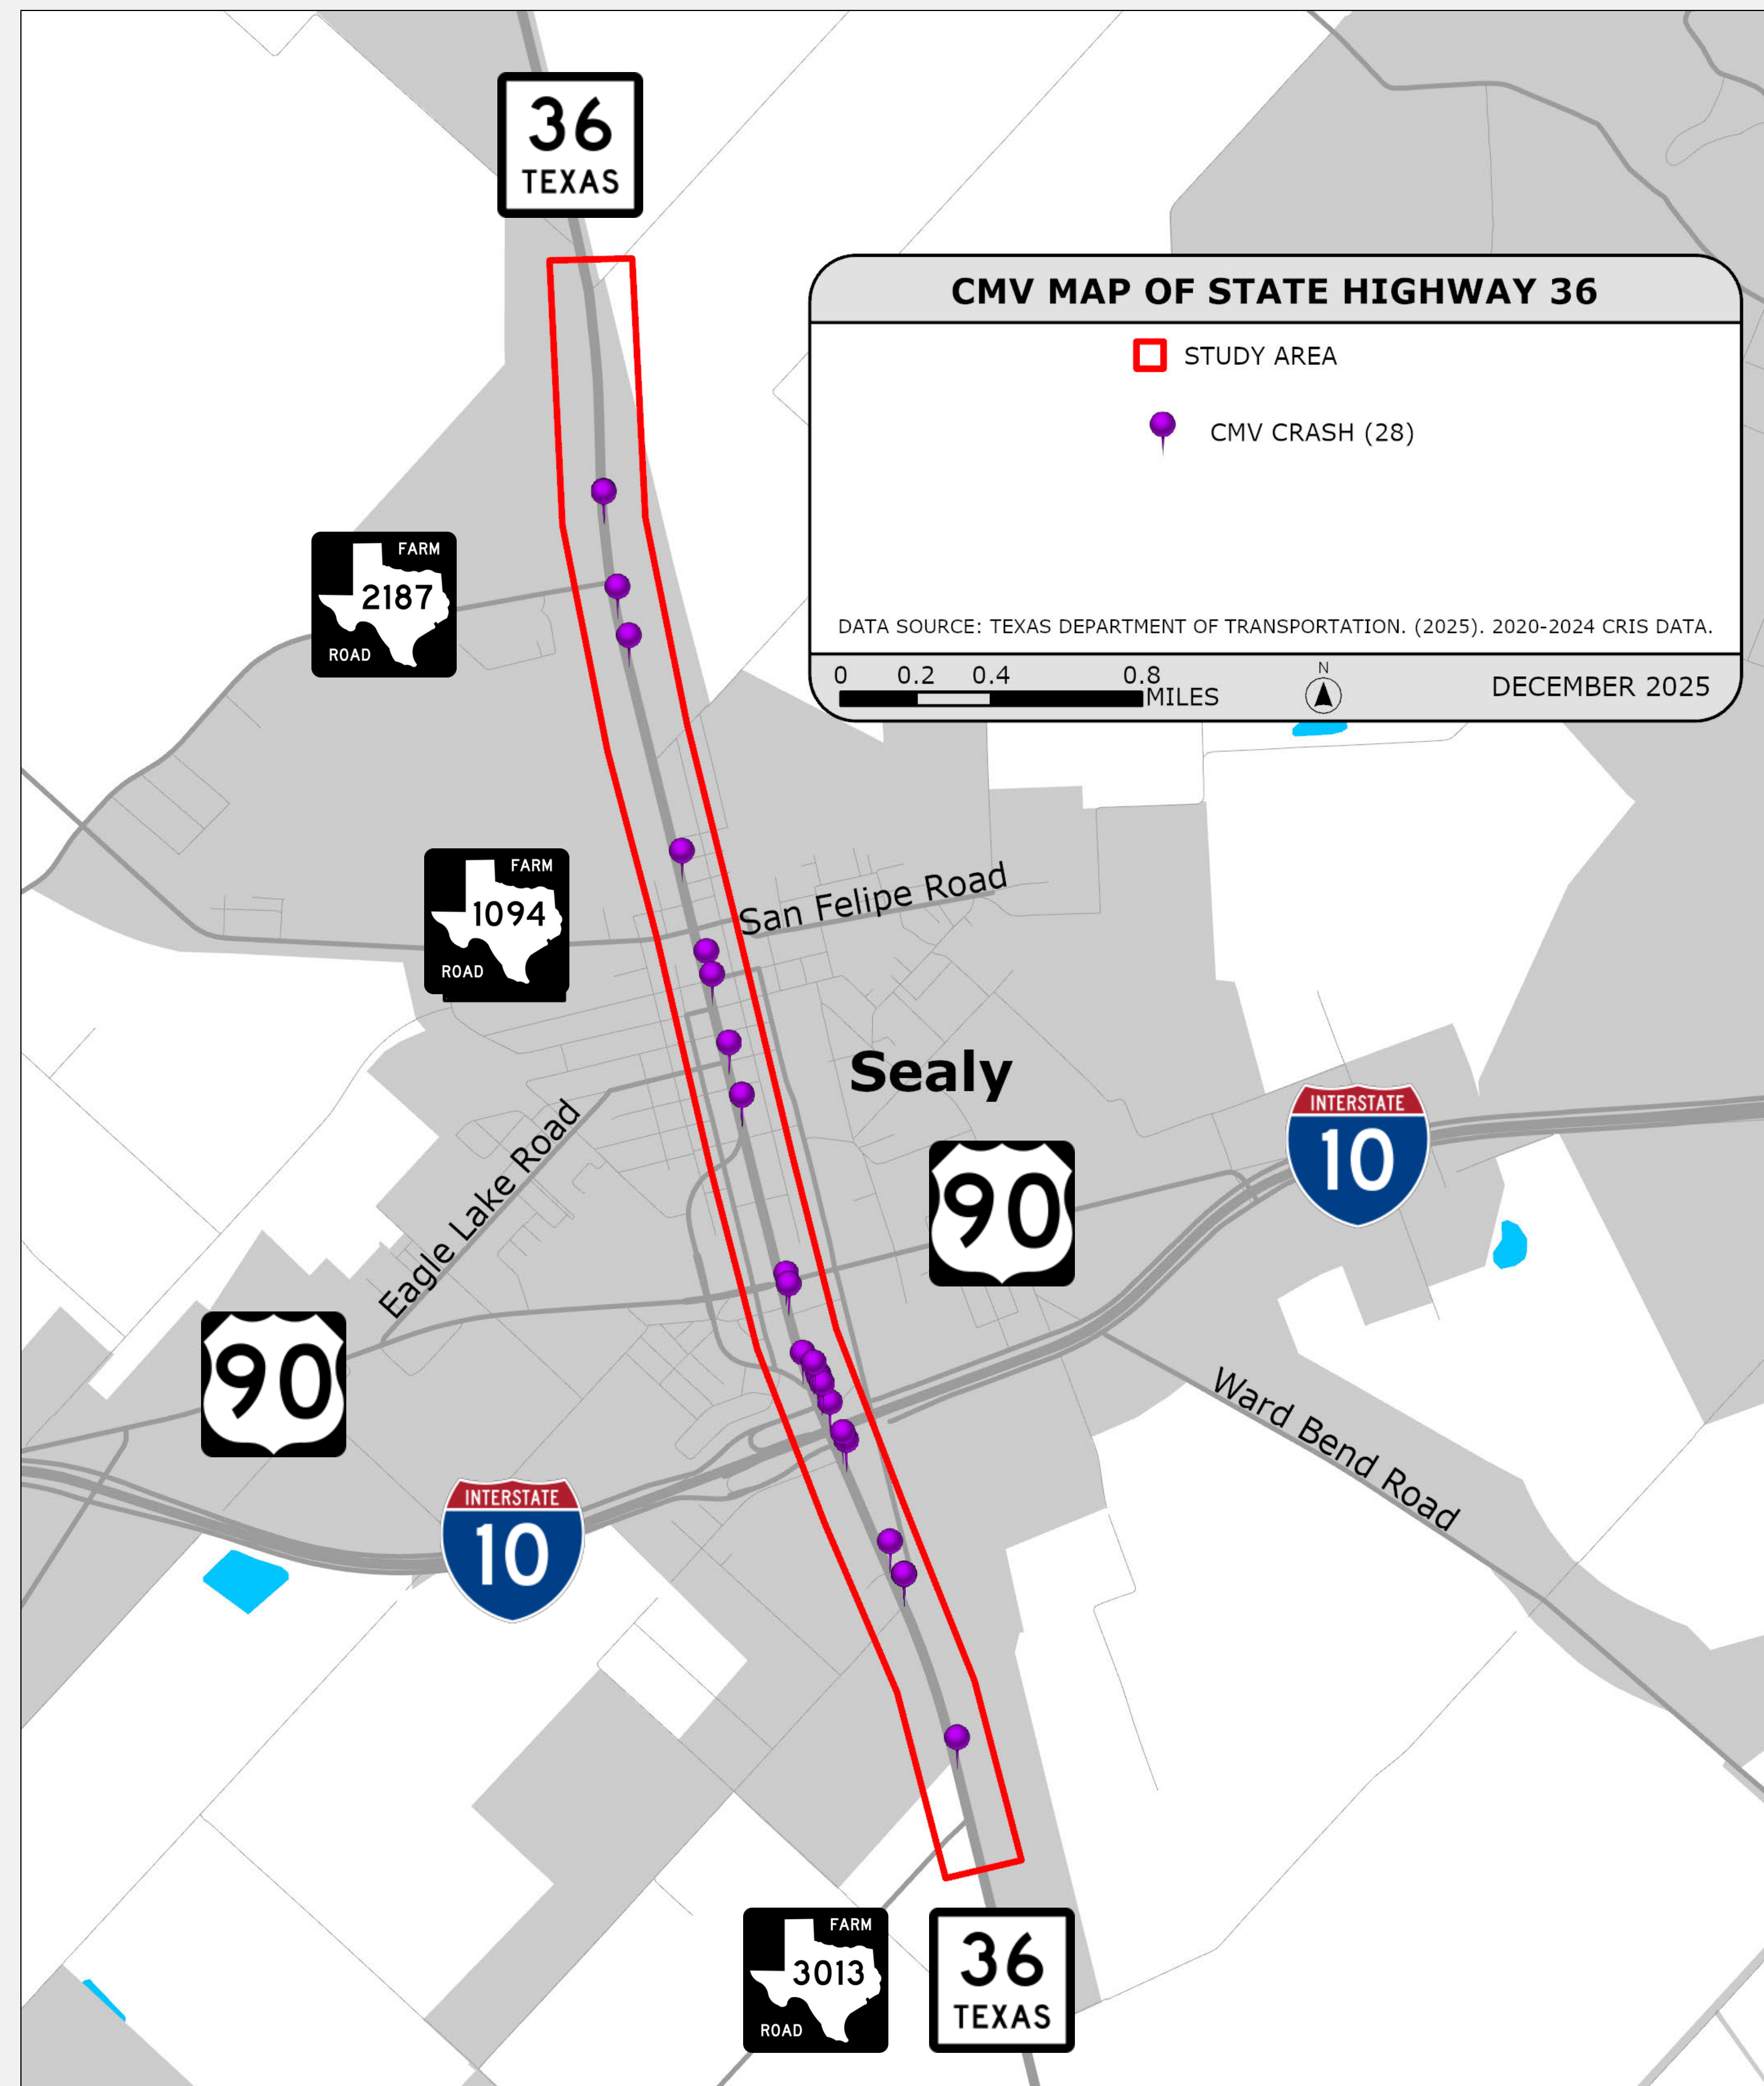 36
TEXAS
CMV MAP OF STATE HIGHWAY 36
STUDY AREA
CMV CRASH (28)
DATA SOURCE: TEXAS DEPARTMENT OF TRANSPORTATION. (2025). 2020-2024 CRIS DATA.
0 0.2 0.4 0.8
MILES
N
DECEMBER 2025
FARM
2187
ROAD
FARM
1094
ROAD
San Felipe Road
Sealy
INTERSTATE
10
Eagle Lake Road
90
90
Ward Bend Road
INTERSTATE
10
FARM
3013
ROAD
36
TEXAS